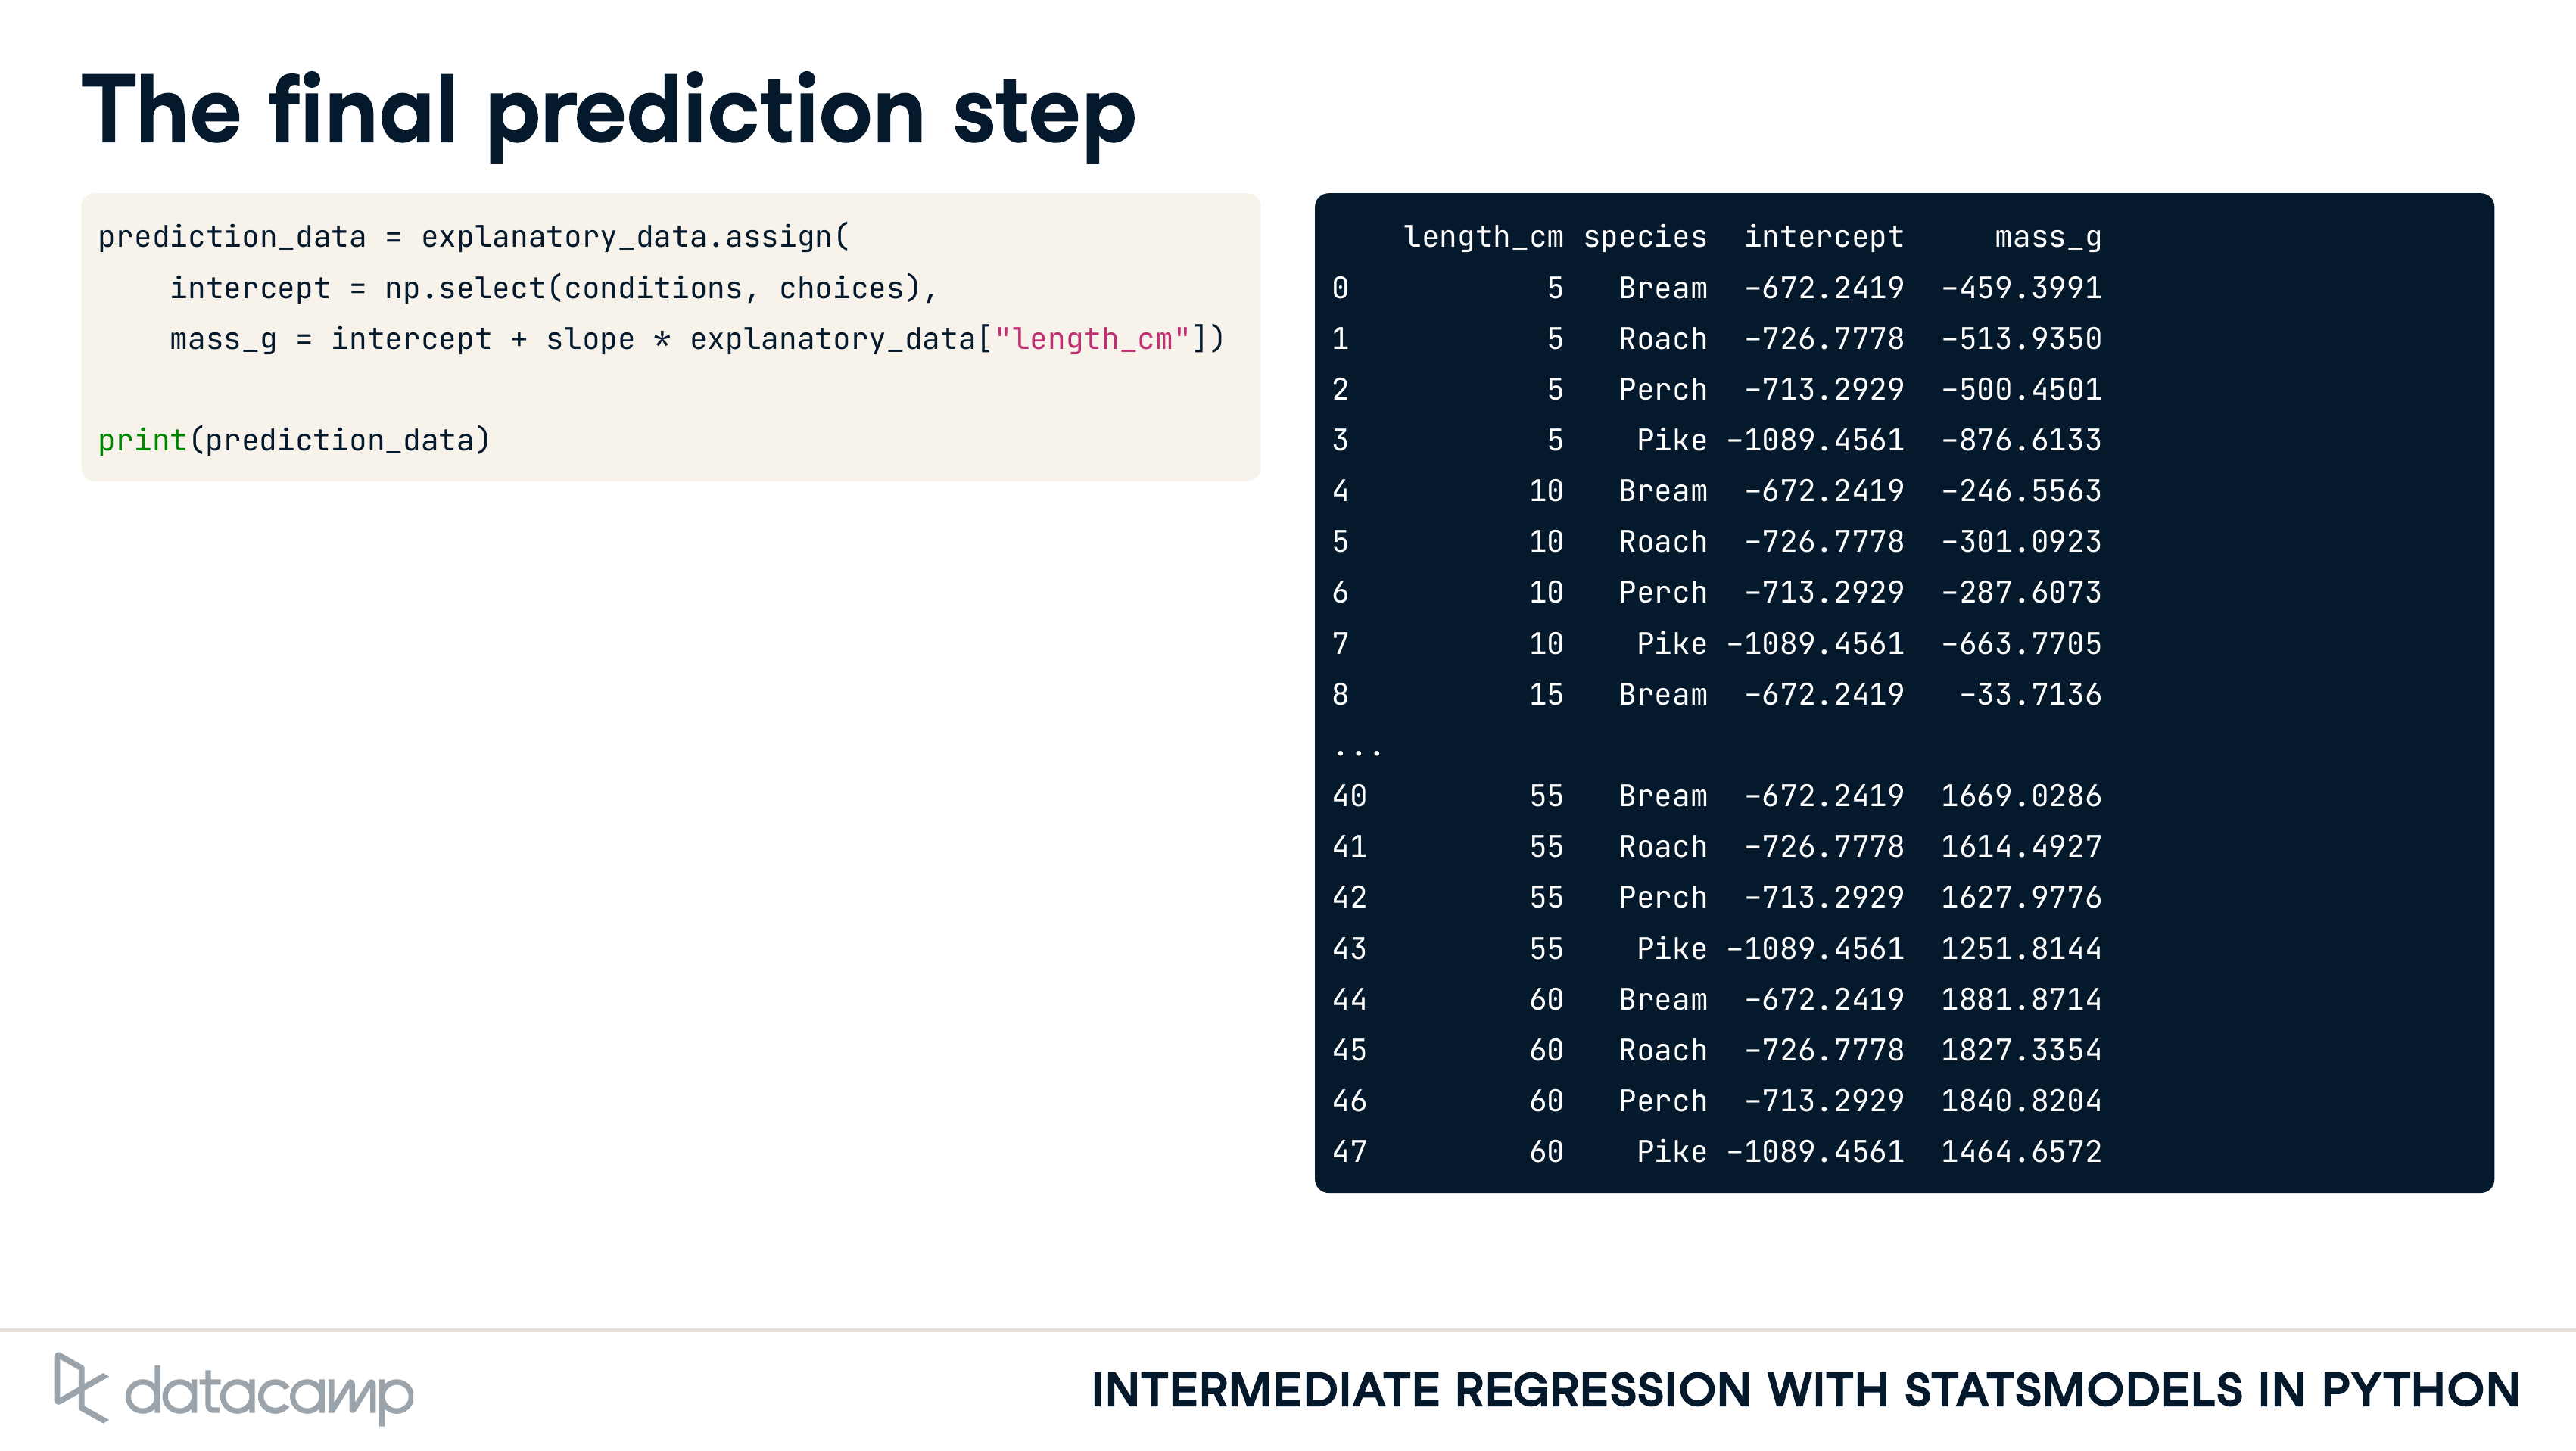 The final prediction step
prediction_data = explanatory_data.assign(
    intercept = np.select(conditions, choices),
    mass_g = intercept + slope * explanatory_data["length_cm"])
print(prediction_data)
    length_cm species  intercept     mass_g
0           5   Bream  -672.2419  -459.3991
1           5   Roach  -726.7778  -513.9350
2           5   Perch  -713.2929  -500.4501
3           5    Pike -1089.4561  -876.6133
4          10   Bream  -672.2419  -246.5563
5          10   Roach  -726.7778  -301.0923
6          10   Perch  -713.2929  -287.6073
7          10    Pike -1089.4561  -663.7705
8          15   Bream  -672.2419   -33.7136
...
40         55   Bream  -672.2419  1669.0286
41         55   Roach  -726.7778  1614.4927
42         55   Perch  -713.2929  1627.9776
43         55    Pike -1089.4561  1251.8144
44         60   Bream  -672.2419  1881.8714
45         60   Roach  -726.7778  1827.3354
46         60   Perch  -713.2929  1840.8204
47         60    Pike -1089.4561  1464.6572
datacamp
INTERMEDIATE REGRESSION WITH STATSMODELS IN PYTHON